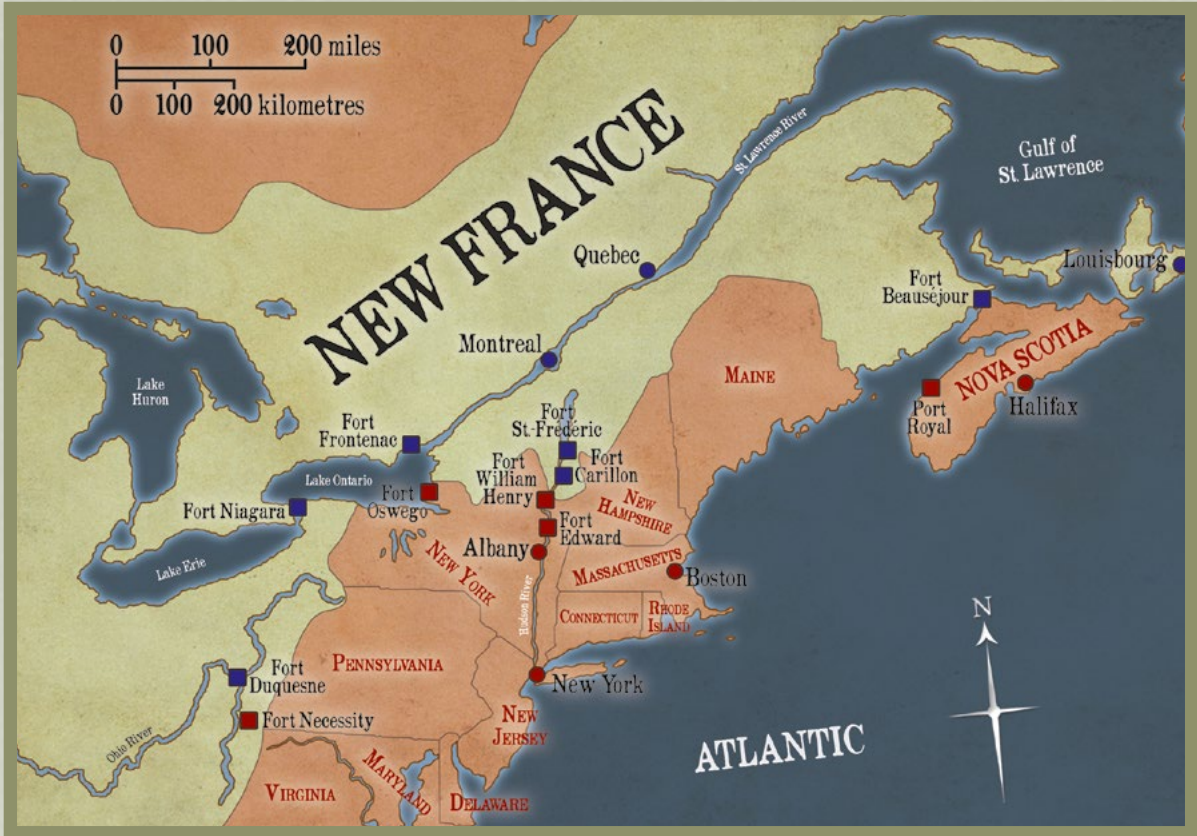 0 100 200 miles
0 100 200 kilometres
NEW FRANCE
St. Lawrence River
Gulf of
St. Lawrence
Quebec
Louisbourg
Fort
Beauséjour
Montreal
MAINE
NOVA SCOTIA
Lake
Huron
Port
Royal
Halifax
Fort
Frontenac
Fort
St-Frédéric
Fort
William
Henry
Fort
Carillon
Lake Ontario
Fort
Oswego
Fort Niagara
NEW
HAMPSHIRE
Fort
Edward
Albany
Lake Erie
NEW YORK
MASSACHUSETTS
Boston
Hudson River
CONNECTICUT
RHODE
ISLAND
N
PENNSYLVANIA
Fort
Duquesne
New York
Fort Necessity
NEW
JERSEY
Ohio River
ATLANTIC
MARYLAND
VIRGINIA
DELAWARE